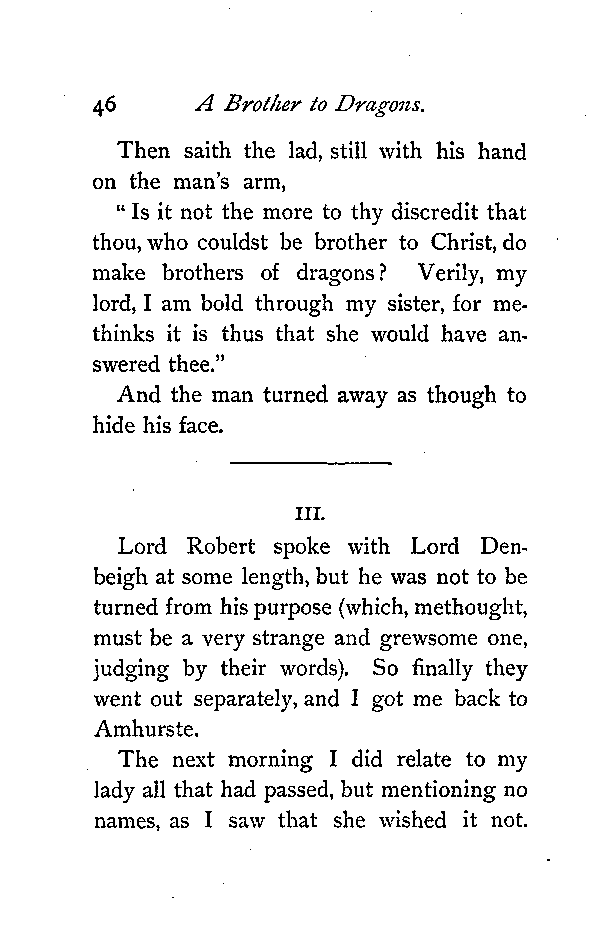 46 A Brother to Dragons.
Then saith the lad, still with his hand
on the man's arm,
" Is it not the more to thy discredit that
thou, who couldst be brother to Christ, do
make brothers of dragons? Verily, my
lord, I am bold through my sister, for me-
thinks it is thus that she would have an-
swered thee."
And the man turned away as though to
hide his face.
III.
Lord Robert spoke with Lord Den-
beigh at some length, but he was not to be
turned from his purpose (which, methought,
must be a very strange and grewsome one,
judging by their words). So finally they
went out separately, and I got me back to
Amhurste.
The next morning I did relate to my
lady all that had passed, but mentioning no
names, as I saw that she wished it not.